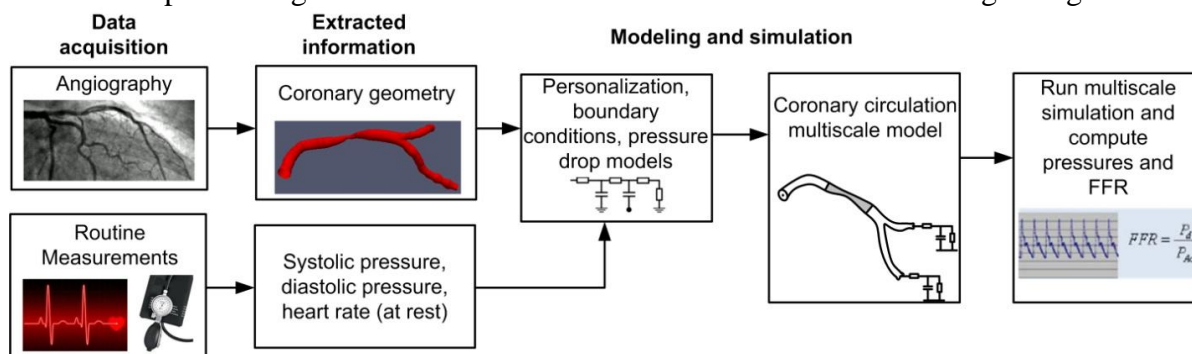 Data
acquisition
Extracted
information
Modeling and simulation
Angiography
Coronary geometry
Personalization,
boundary
conditions, pressure
drop models
Coronary circulation
multiscale model
Run multiscale
simulation and
compute
pressures and
FFR
FFR =
Routine
Measurements
Systolic pressure,
diastolic pressure,
heart rate (at rest)